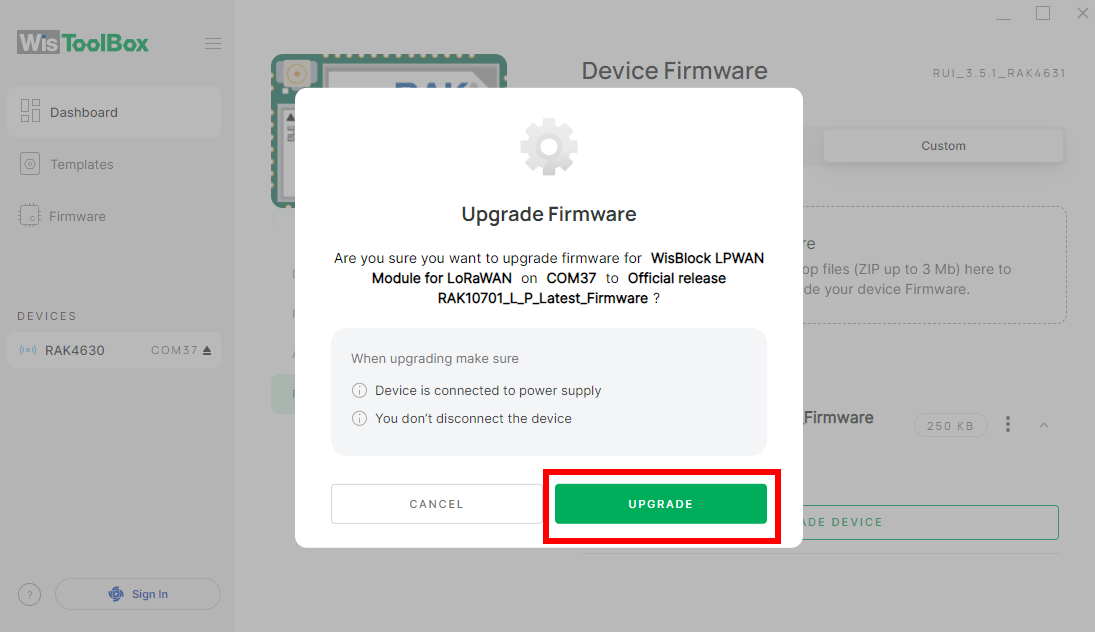 WisToolBox
Dashboard
Templates
Firmware
DEVICES
RAK4630 COM37
?
Sign In
Device Firmware
RUI_3.5.1_RAK4631
Custom
RAK
BLE
op files (ZIP up to 3 Mb) here to
de your device Firmware.
Firmware
250 KB
DEVICE
Upgrade Firmware
Are you sure you want to upgrade firmware for WisBlock LPWAN
Module for LoRaWAN on COM37 to Official release
RAK10701_L_P_Latest_Firmware ?
When upgrading make sure
Device is connected to power supply
You don't disconnect the device
CANCEL
UPGRADE